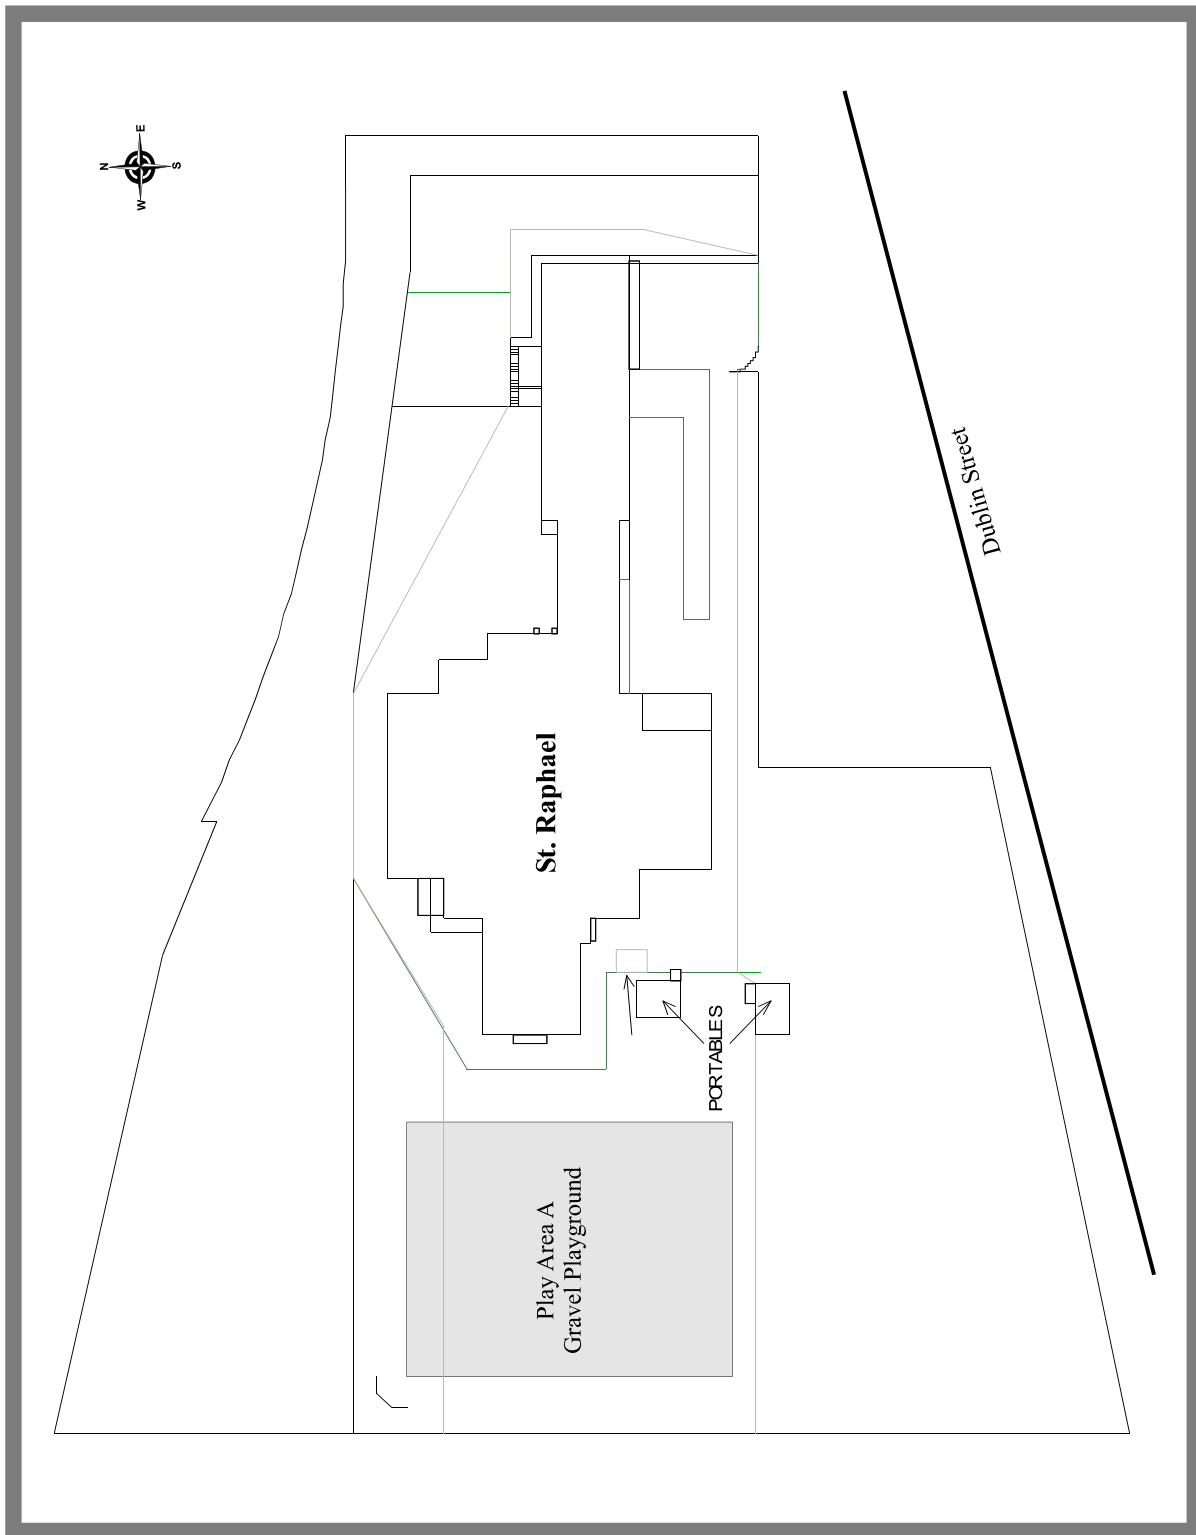 N
E
S
W
Dublin Street
St. Raphael
PORTABLES
Play Area A
Gravel Playground